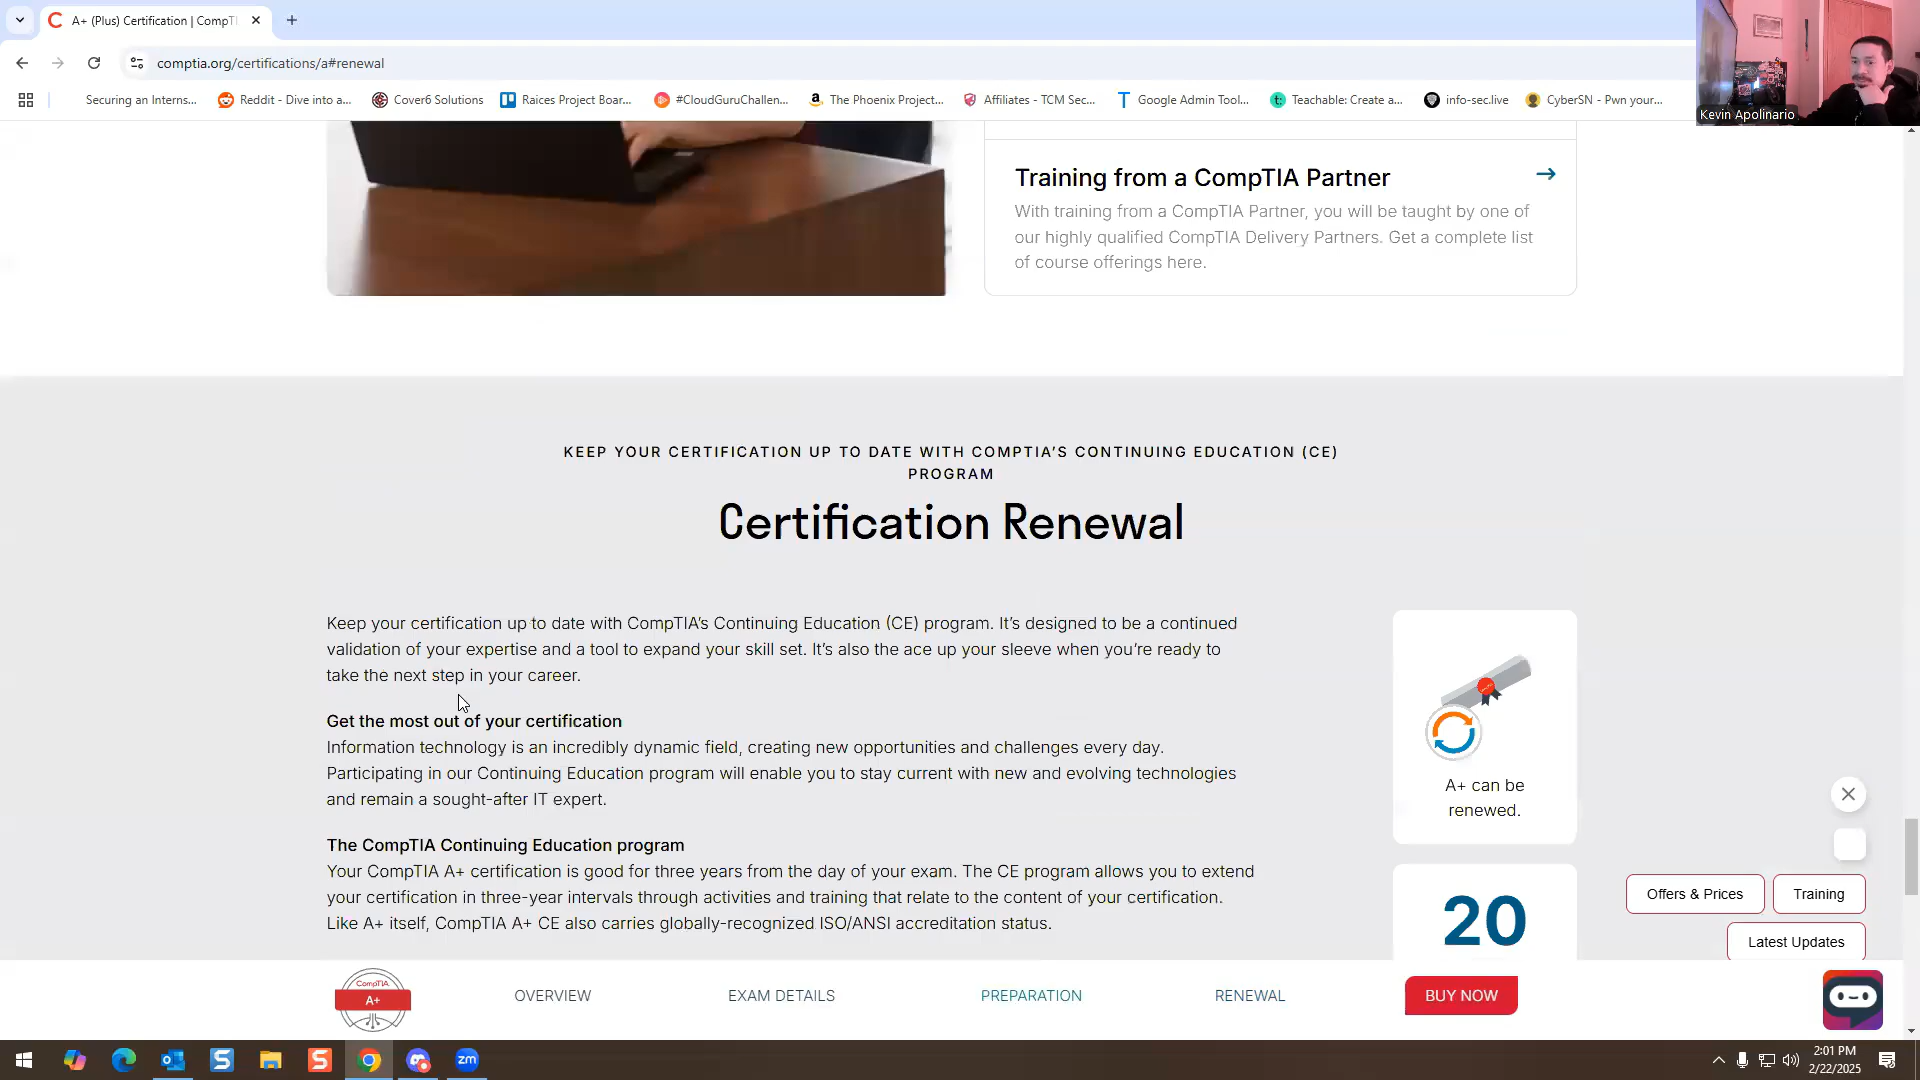 A+ (Plus) Certification | CompTI
comptia.org/certifications/a#renewal
Securing an Interns...
Reddit - Dive into a...
Cover6 Solutions
Raices Project Boar...
#CloudGuruChallen...
The Phoenix Project...
Affiliates - TCM Sec...
Google Admin Tool...
Teachable: Create a...
info-sec.live
CyberSN - Pwn your...
Kevin Apolinario
Training from a CompTIA Partner
With training from a CompTIA Partner, you will be taught by one of
our highly qualified CompTIA Delivery Partners. Get a complete list
of course offerings here.
KEEP YOUR CERTIFICATION UP TO DATE WITH COMPTIA’S CONTINUING EDUCATION (CE)
PROGRAM
Certification Renewal
Keep your certification up to date with CompTIA’s Continuing Education (CE) program. It’s designed to be a continued
validation of your expertise and a tool to expand your skill set. It’s also the ace up your sleeve when you’re ready to
take the next step in your career.
Get the most out of your certification
Information technology is an incredibly dynamic field, creating new opportunities and challenges every day.
Participating in our Continuing Education program will enable you to stay current with new and evolving technologies
and remain a sought-after IT expert.
The CompTIA Continuing Education program
Your CompTIA A+ certification is good for three years from the day of your exam. The CE program allows you to extend
your certification in three-year intervals through activities and training that relate to the content of your certification.
Like A+ itself, CompTIA A+ CE also carries globally-recognized ISO/ANSI accreditation status.
A+ can be
renewed.
20
Offers & Prices
Training
Latest Updates
CompTIA
A+
OVERVIEW
EXAM DETAILS
PREPARATION
RENEWAL
BUY NOW
zm
2:01 PM
2/22/2025